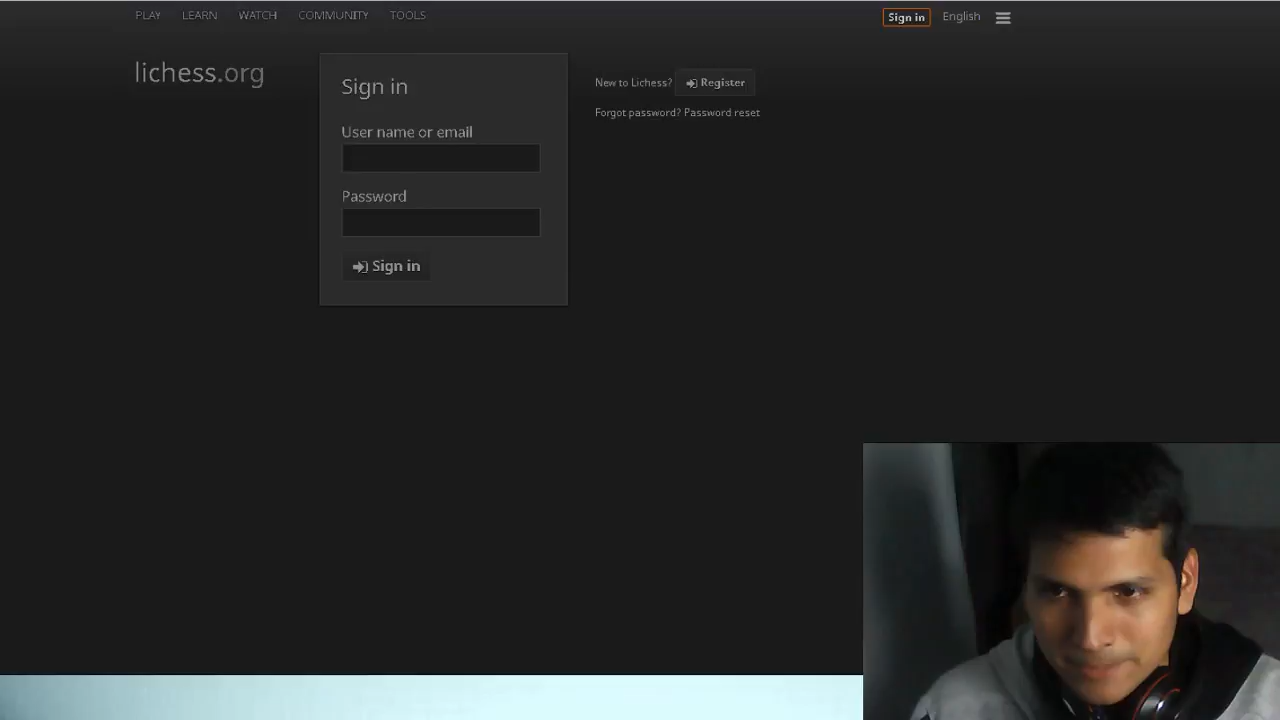 PLAY LEARN WATCH COMMUNITY TOOLS Sign in English
lichess.org
Sign in
User name or email
Password
Sign in
New to Lichess? Register
Forgot password? Password reset